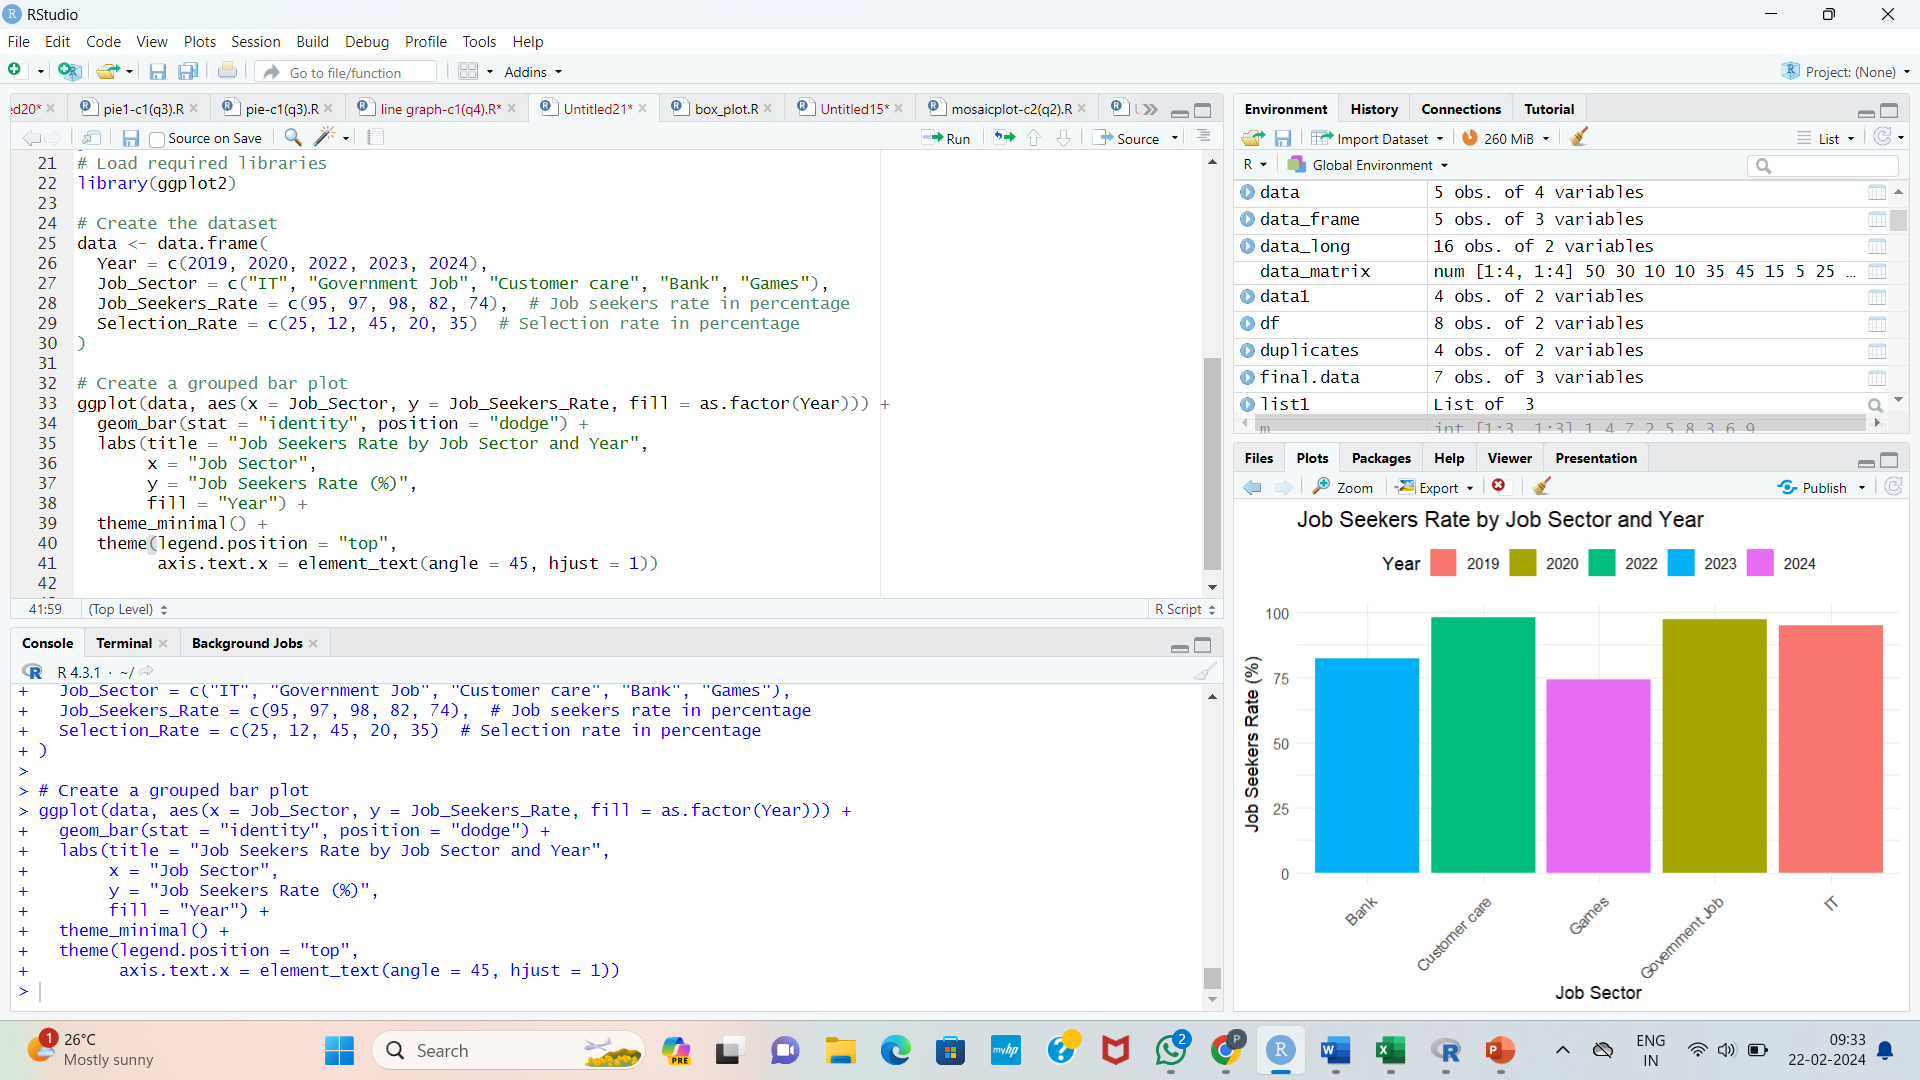 RStudio
File Edit Code View Plots Session Build Debug Profile Tools Help
Go to file/function Addins Project: (None)
ed20* pie1-c1(q3).R pie-c1(q3).R line graph-c1(q4).R* Untitled21* box_plot.R Untitled15* mosaicplot-c2(q2).R
Source on Save Run Source
21 # Load required libraries
22 library(ggplot2)
23
24 # Create the dataset
25 data <- data.frame(
26 Year = c(2019, 2020, 2022, 2023, 2024),
27 Job_Sector = c("IT", "Government Job", "Customer care", "Bank", "Games"),
28 Job_Seekers_Rate = c(95, 97, 98, 82, 74), # Job seekers rate in percentage
29 Selection_Rate = c(25, 12, 45, 20, 35) # Selection rate in percentage
30 )
31
32 # Create a grouped bar plot
33 ggplot(data, aes(x = Job_Sector, y = Job_Seekers_Rate, fill = as.factor(Year))) +
34 geom_bar(stat = "identity", position = "dodge") +
35 labs(title = "Job Seekers Rate by Job Sector and Year",
36 x = "Job Sector",
37 y = "Job Seekers Rate (%)",
38 fill = "Year") +
39 theme_minimal() +
40 theme(legend.position = "top",
41 axis.text.x = element_text(angle = 45, hjust = 1))
42
41:59 (Top Level) R Script
Console Terminal Background Jobs
R 4.3.1 · ~/
+ Job_Sector = c("IT", "Government Job", "Customer care", "Bank", "Games"),
+ Job_Seekers_Rate = c(95, 97, 98, 82, 74), # Job seekers rate in percentage
+ Selection_Rate = c(25, 12, 45, 20, 35) # Selection rate in percentage
+ )
>
> # Create a grouped bar plot
> ggplot(data, aes(x = Job_Sector, y = Job_Seekers_Rate, fill = as.factor(Year))) +
+ geom_bar(stat = "identity", position = "dodge") +
+ labs(title = "Job Seekers Rate by Job Sector and Year",
+ x = "Job Sector",
+ y = "Job Seekers Rate (%)",
+ fill = "Year") +
+ theme_minimal() +
+ theme(legend.position = "top",
+ axis.text.x = element_text(angle = 45, hjust = 1))
>
Environment History Connections Tutorial
Import Dataset 260 MiB List
R Global Environment
data 5 obs. of 4 variables
data_frame 5 obs. of 3 variables
data_long 16 obs. of 2 variables
data_matrix num [1:4, 1:4] 50 30 10 10 35 45 15 5 25 ...
data1 4 obs. of 2 variables
df 8 obs. of 2 variables
duplicates 4 obs. of 2 variables
final.data 7 obs. of 3 variables
list1 List of 3
m int [1:3, 1:3] 1 4 7 2 5 8 3 6 9
Files Plots Packages Help Viewer Presentation
Zoom Export Publish
Job Seekers Rate by Job Sector and Year
Year 2019 2020 2022 2023 2024
Job Seekers Rate (%)
100
75
50
25
0
Bank Customer care Games Government Job IT
Job Sector
1 26°C
Mostly sunny
Search
PRE
myhp
2
P
ENG
IN
09:33
22-02-2024